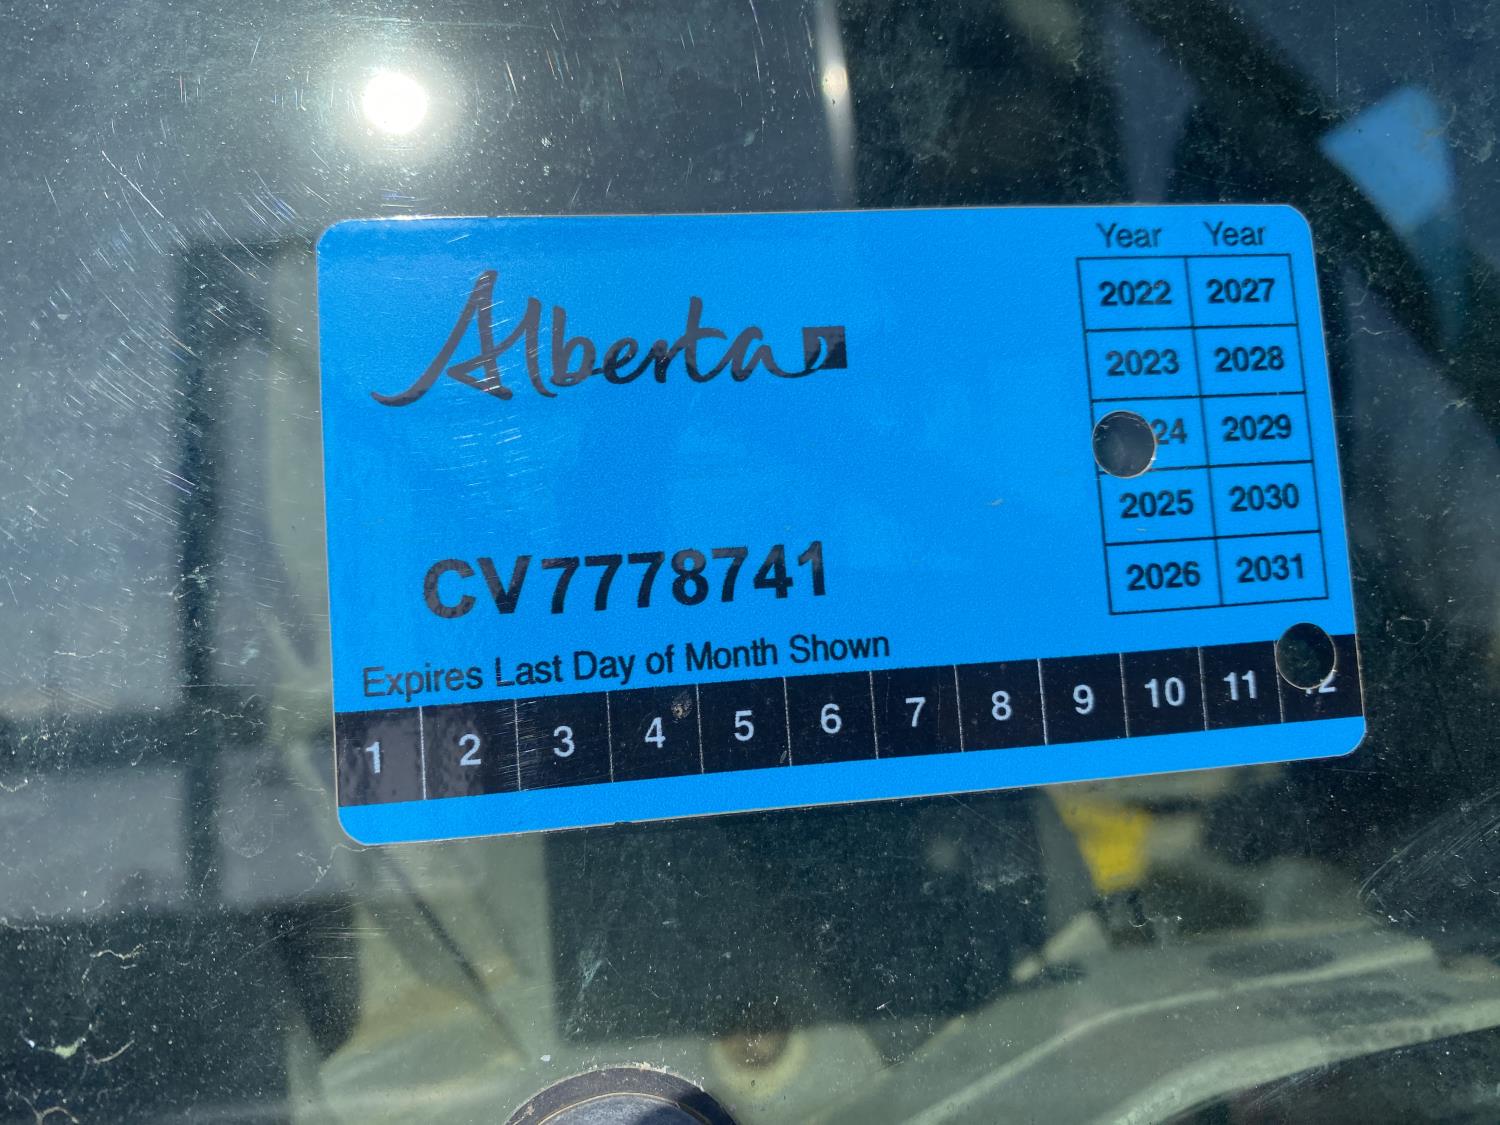 Alberta
Year Year
2022 2027
2023 2028
24 2029
2025 2030
2026 2031
CV7778741
Expires Last Day of Month Shown
1 2 3 4 5 6 7 8 9 10 11 12